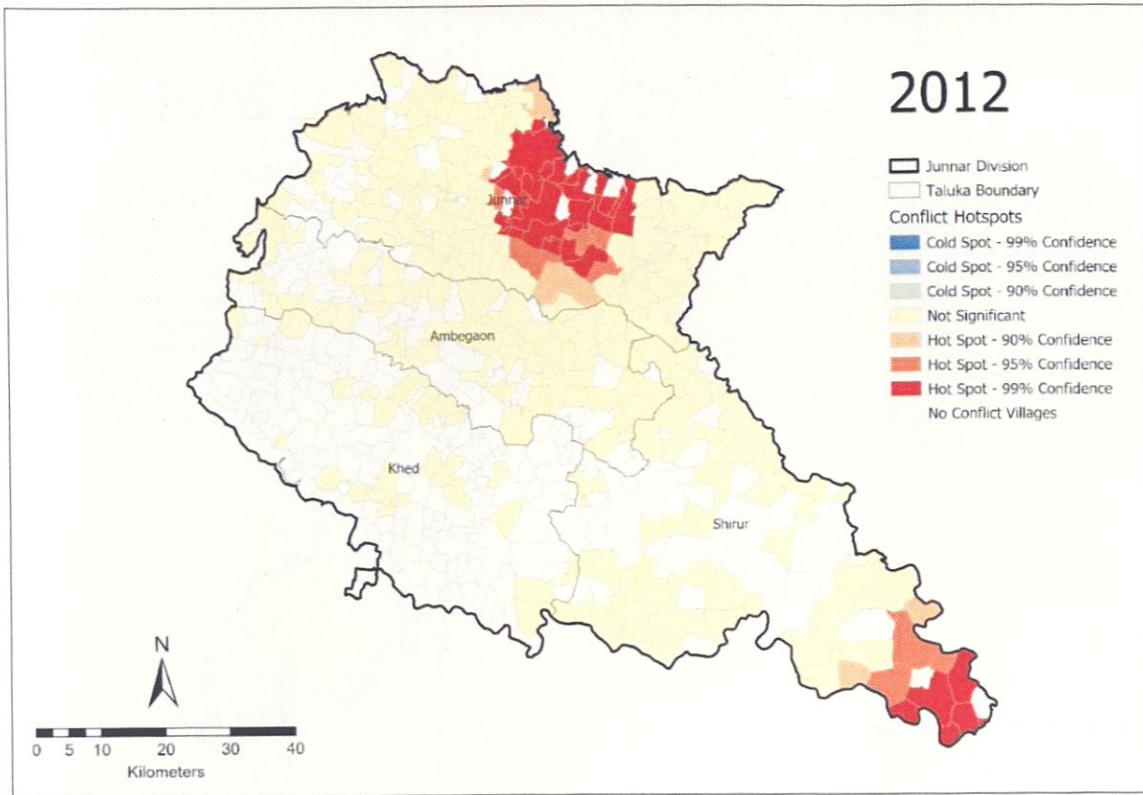 2012
Junnar Division
Taluka Boundary
Conflict Hotspots
Cold Spot - 99% Confidence
Cold Spot - 95% Confidence
Cold Spot - 90% Confidence
Not Significant
Hot Spot - 90% Confidence
Hot Spot - 95% Confidence
Hot Spot - 99% Confidence
No Conflict Villages
Junnar
Ambegaon
Khed
Shirur
N
0 5 10 20 30 40
Kilometers